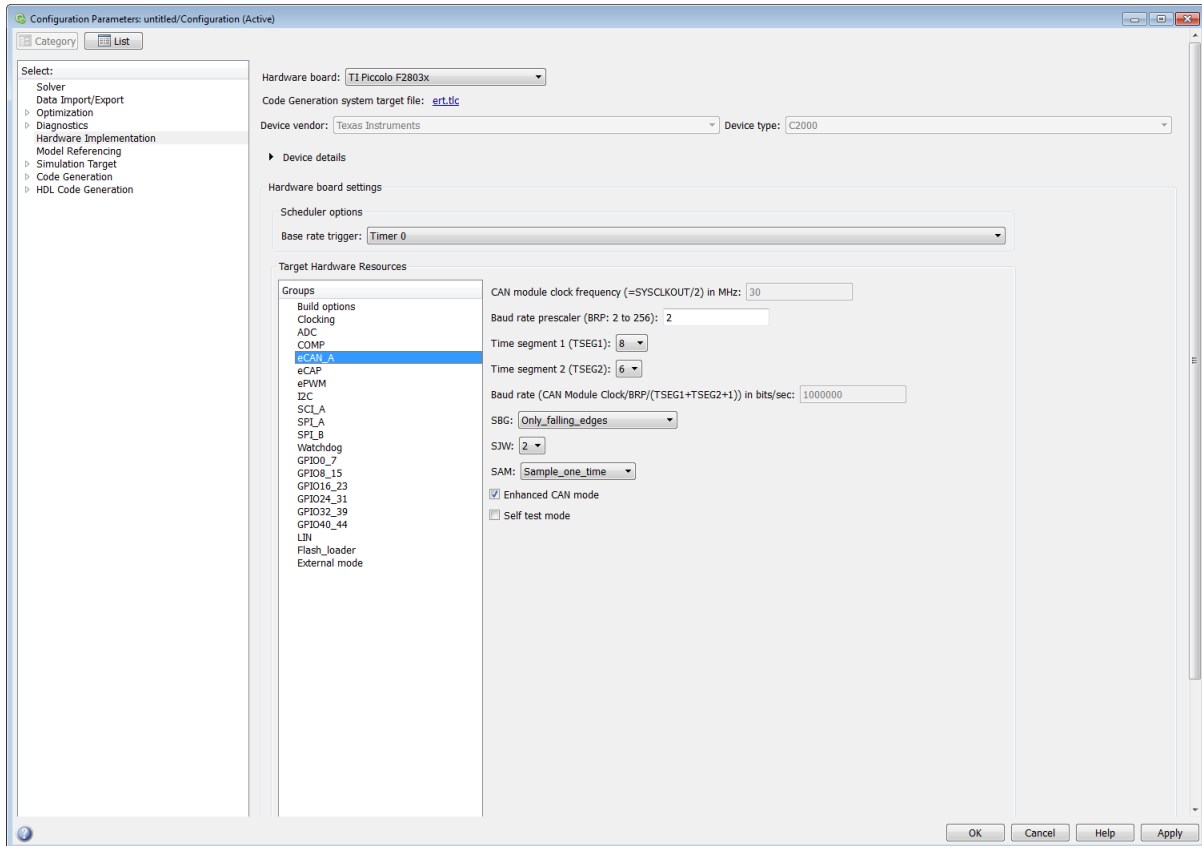 Configuration Parameters: untitled/Configuration (Active)
Category List
Select:
Solver
Data Import/Export
Optimization
Diagnostics
Hardware Implementation
Model Referencing
Simulation Target
Code Generation
HDL Code Generation
Hardware board: TI Piccolo F2803x
Code Generation system target file: ert.tlc
Device vendor: Texas Instruments Device type: C2000
Device details
Hardware board settings
Scheduler options
Base rate trigger: Timer 0
Target Hardware Resources
Groups
Build options
Clocking
ADC
COMP
eCAN_A
eCAP
ePWM
I2C
SCI_A
SPI_A
SPI_B
Watchdog
GPIO0_7
GPIO8_15
GPIO16_23
GPIO24_31
GPIO32_39
GPIO40_44
LIN
Flash_loader
External mode
CAN module clock frequency (=SYSCLKOUT/2) in MHz: 30
Baud rate prescaler (BRP: 2 to 256): 2
Time segment 1 (TSEG1): 8
Time segment 2 (TSEG2): 6
Baud rate (CAN Module Clock/BRP/(TSEG1+TSEG2+1)) in bits/sec: 1000000
SBG: Only_falling_edges
SJW: 2
SAM: Sample_one_time
Enhanced CAN mode
Self test mode
OK Cancel Help Apply